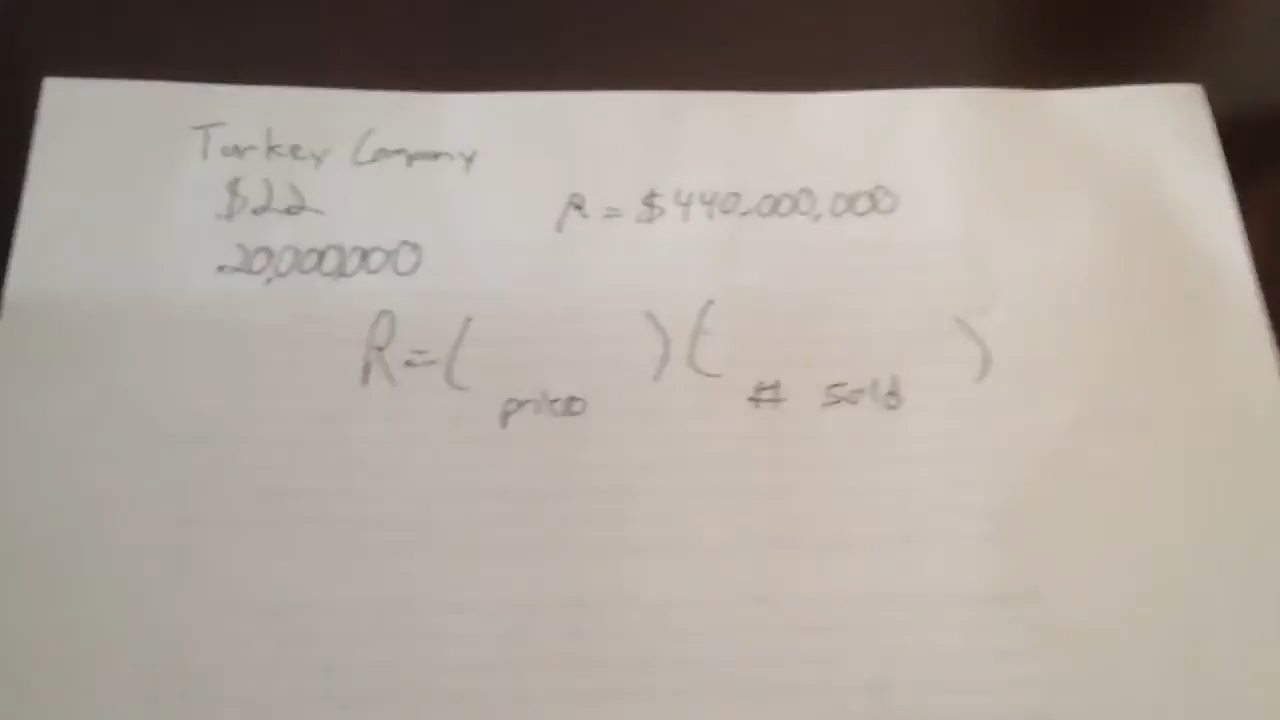 Turkey Company
$22
R = $440,000,000
20,000,000
R = ( ) ( )
price # sold